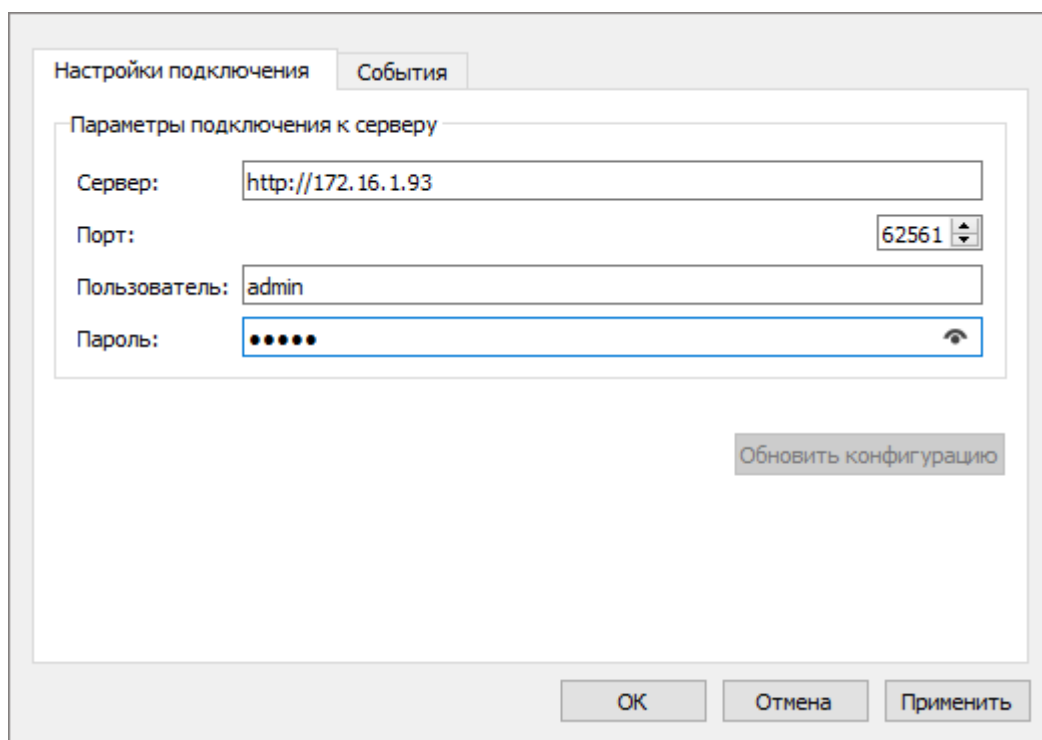 Настройки подключения События
Параметры подключения к серверу
Сервер: http://172.16.1.93
Порт: 62561
Пользователь: admin
Пароль: •••••
Обновить конфигурацию
OK Отмена Применить